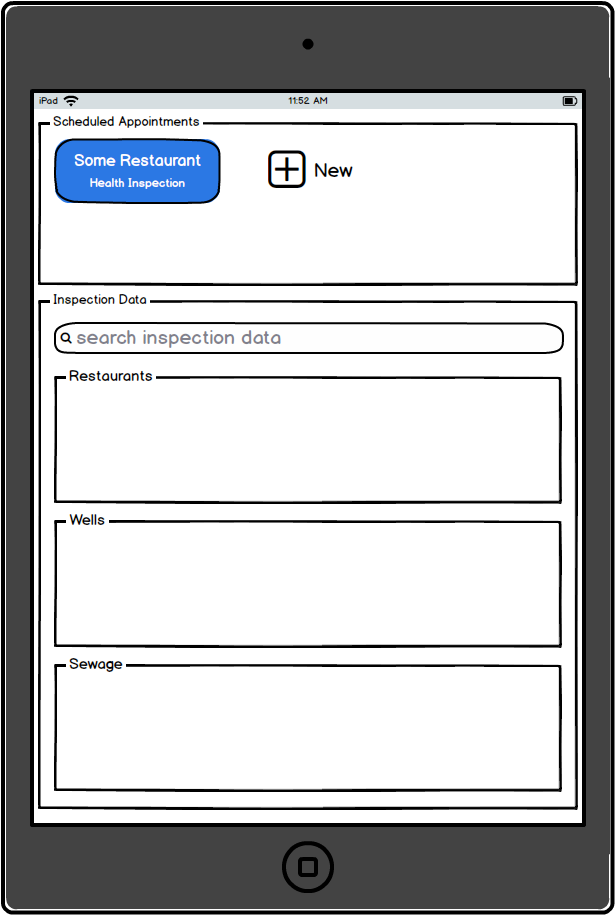 iPad 11:52 AM
Scheduled Appointments
Some Restaurant
Health Inspection
New
Inspection Data
search inspection data
Restaurants
Wells
Sewage